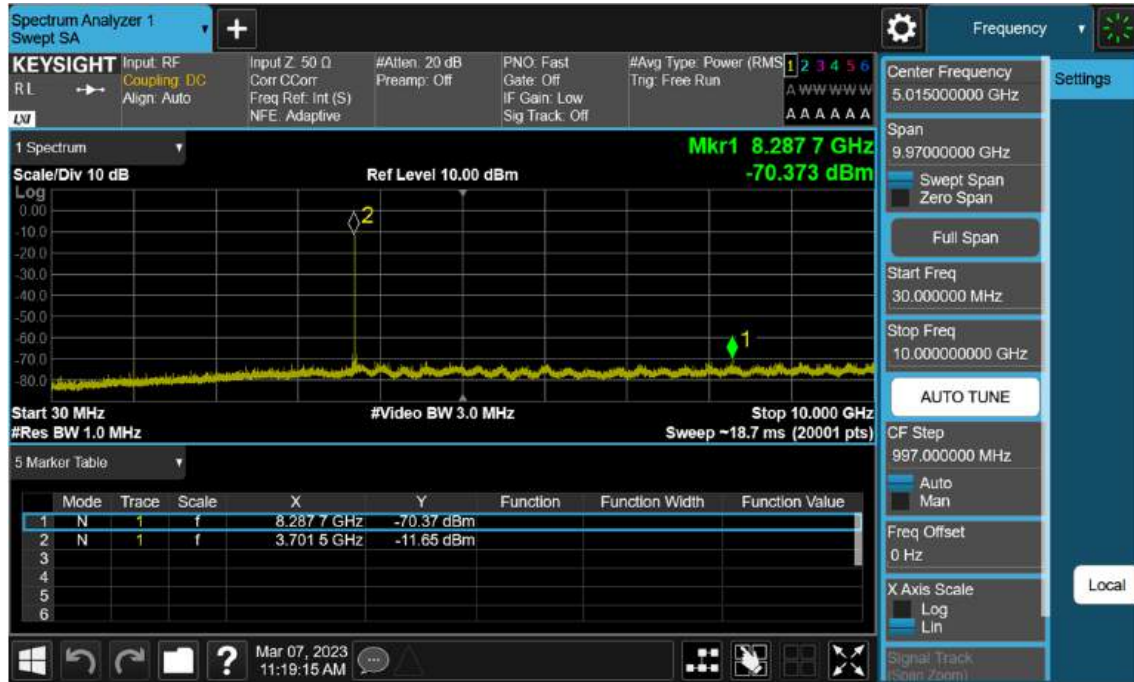 Spectrum Analyzer 1
Swept SA
+
Frequency
KEYSIGHT
RL
LXI
Input: RF
Coupling: DC
Align: Auto
Input Z: 50 Ω
Corr CCorr
Freq Ref: Int (S)
NFE: Adaptive
#Atten: 20 dB
Preamp: Off
PNO: Fast
Gate: Off
IF Gain: Low
Sig Track: Off
#Avg Type: Power (RMS
Trig: Free Run
1 2 3 4 5 6
A W W W W W
A A A A A A
1 Spectrum
Scale/Div 10 dB
Ref Level 10.00 dBm
Mkr1 8.287 7 GHz
-70.373 dBm
Log
0.00
-10.0
-20.0
-30.0
-40.0
-50.0
-60.0
-70.0
-80.0
2
1
Start 30 MHz
#Video BW 3.0 MHz
Stop 10.000 GHz
#Res BW 1.0 MHz
Sweep ~18.7 ms (20001 pts)
5 Marker Table
Mode Trace Scale X Y Function Function Width Function Value
1 N 1 f 8.287 7 GHz -70.37 dBm
2 N 1 f 3.701 5 GHz -11.65 dBm
3
4
5
6
?
Mar 07, 2023
11:19:15 AM
Center Frequency
5.015000000 GHz
Span
9.97000000 GHz
Swept Span
Zero Span
Full Span
Start Freq
30.000000 MHz
Stop Freq
10.000000000 GHz
AUTO TUNE
CF Step
997.000000 MHz
Auto
Man
Freq Offset
0 Hz
X Axis Scale
Log
Lin
Signal Track
(Span Zoom)
Settings
Local